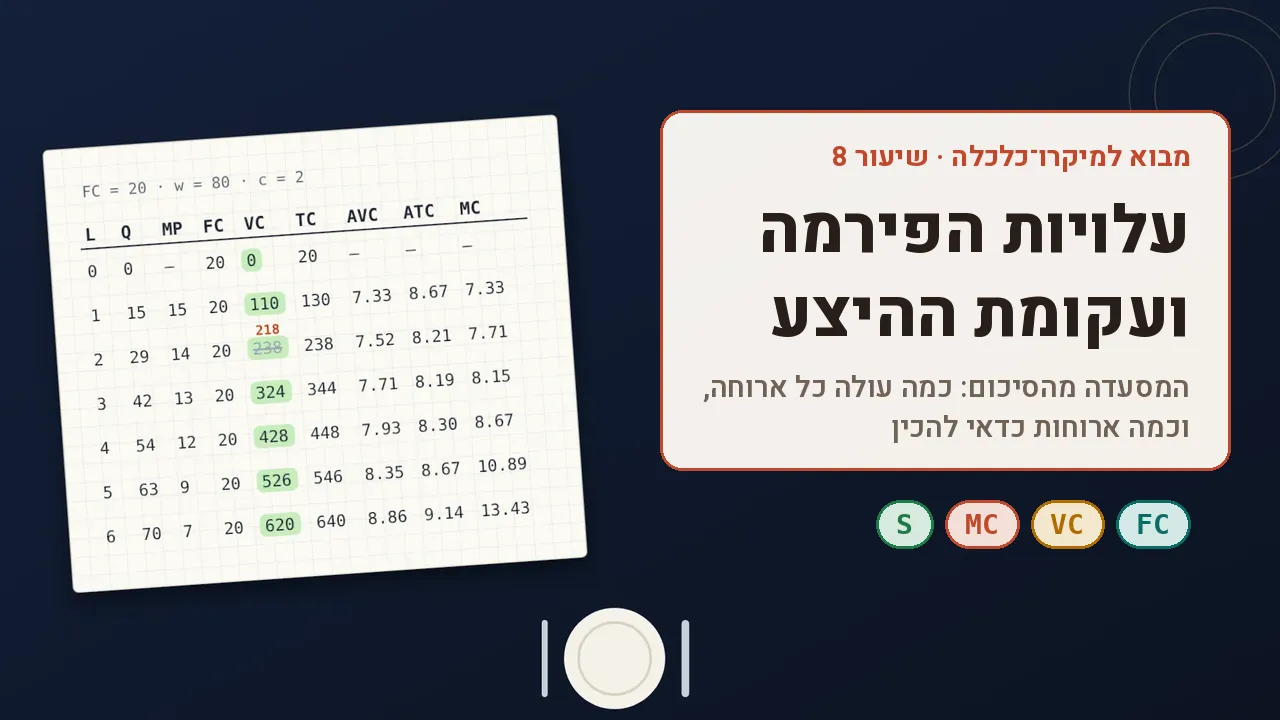 מבוא למיקרו־כלכלה · שיעור 8
עלויות הפירמה
ועקומת ההיצע
המסעדה מהסיכום: כמה עולה כל ארוחה,
וכמה ארוחות כדאי להכין
FC VC MC S
FC = 20 · w = 80 · c = 2
L Q MP FC VC TC AVC ATC MC
0 0 — 20 0 20 — — —
1 15 15 20 110 130 7.33 8.67 7.33
218
2 29 14 20 238 238 7.52 8.21 7.71
3 42 13 20 324 344 7.71 8.19 8.15
4 54 12 20 428 448 7.93 8.30 8.67
5 63 9 20 526 546 8.35 8.67 10.89
6 70 7 20 620 640 8.86 9.14 13.43